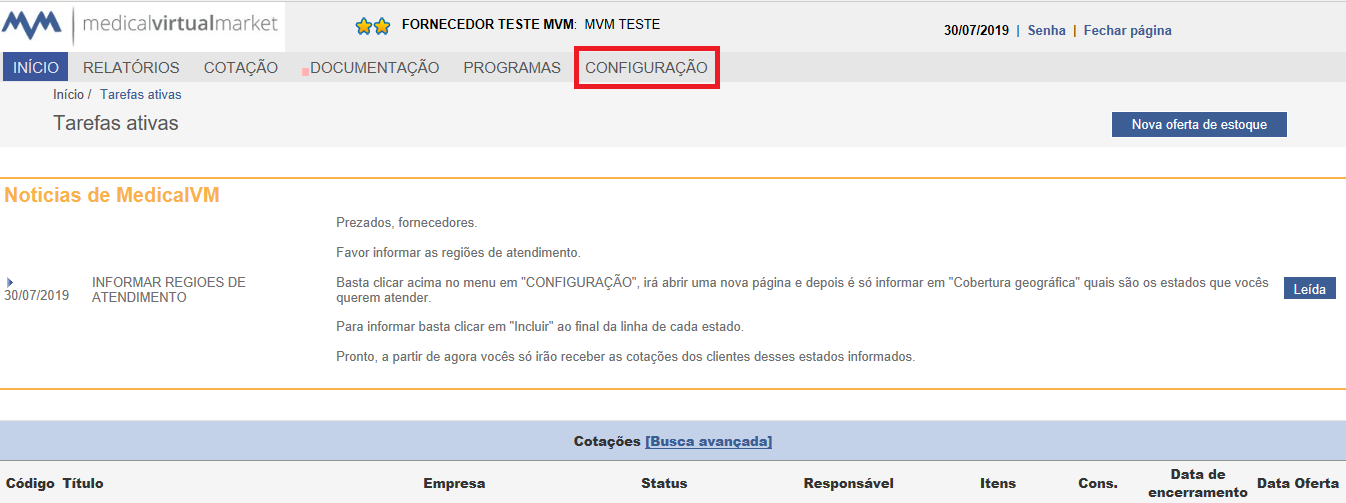 MVM medicalvirtualmarket
FORNECEDOR TESTE MVM: MVM TESTE
30/07/2019 | Senha | Fechar página
INÍCIO RELATÓRIOS COTAÇÃO DOCUMENTAÇÃO PROGRAMAS CONFIGURAÇÃO
Início / Tarefas ativas
Tarefas ativas
Nova oferta de estoque
Noticias de MedicalVM
30/07/2019
INFORMAR REGIOES DE
ATENDIMENTO
Prezados, fornecedores.
Favor informar as regiões de atendimento.
Basta clicar acima no menu em "CONFIGURAÇÃO", irá abrir uma nova página e depois é só informar em "Cobertura geográfica" quais são os estados que vocês
querem atender.
Para informar basta clicar em "Incluir" ao final da linha de cada estado.
Pronto, a partir de agora vocês só irão receber as cotações dos clientes desses estados informados.
Leída
Cotações [Busca avançada]
Código Título Empresa Status Responsável Itens Cons. Data de encerramento Data Oferta